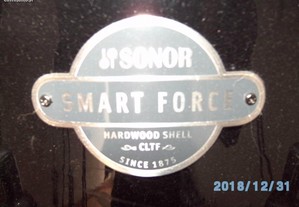 SONOR
SMART FORCE
HARDWOOD SHELL
CLTF
SINCE 1875
2018/12/31